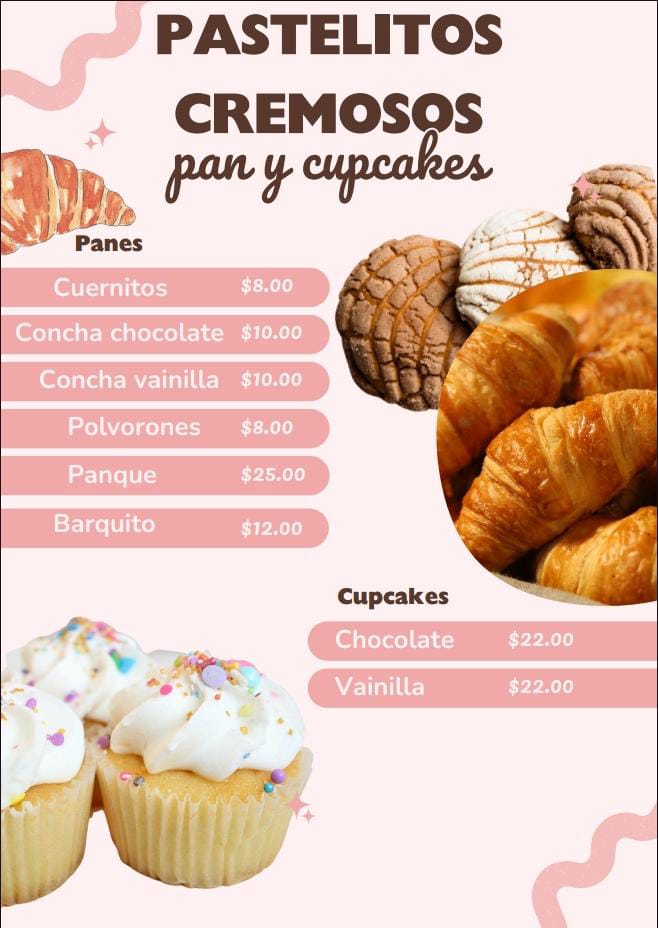 PASTELITOS
CREMOSOS
pan y cupcakes
Panes
Cuernitos $8.00
Concha chocolate $10.00
Concha vainilla $10.00
Polvorones $8.00
Panque $25.00
Barquito $12.00
Cupcakes
Chocolate $22.00
Vainilla $22.00